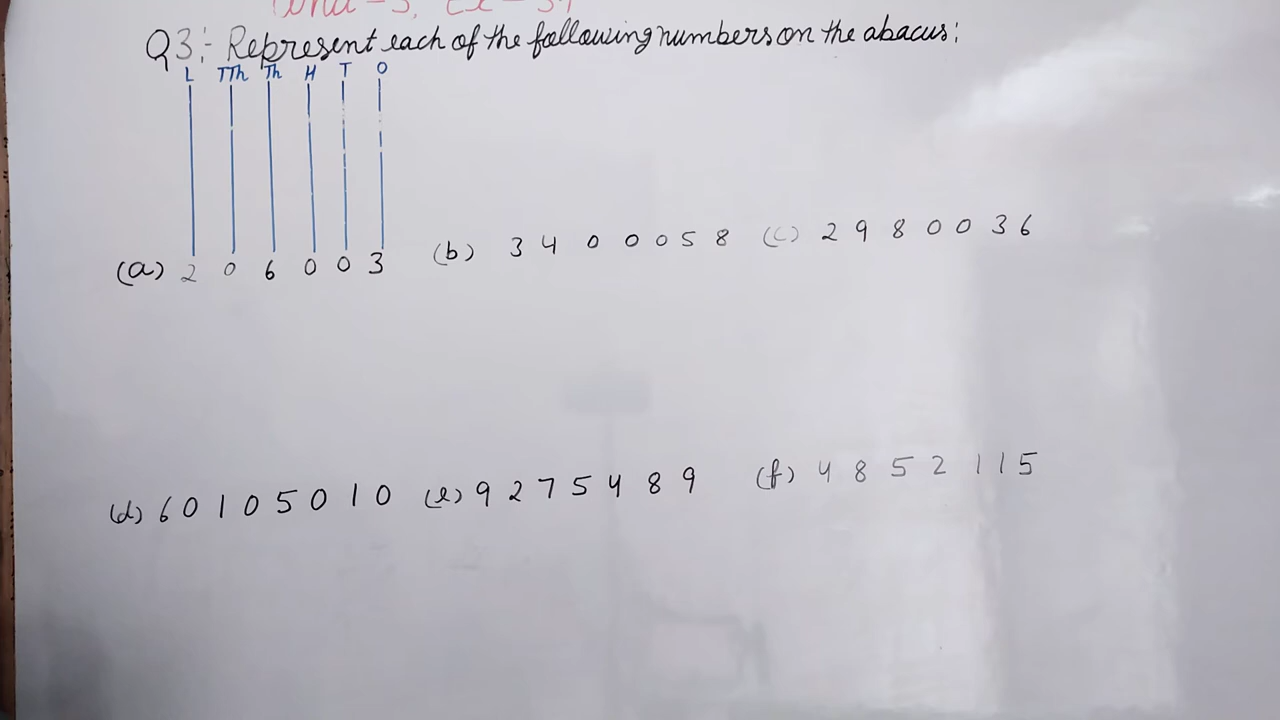 Q3:- Represent each of the following numbers on the abacus:
L TTh Th H T O
(a) 2 0 6 0 0 3 (b) 3 4 0 0 0 5 8 (c) 2 9 8 0 0 3 6
(d) 6 0 1 0 5 0 1 0 (e) 9 2 7 5 4 8 9 (f) 4 8 5 2 1 1 5